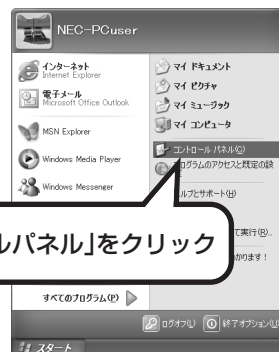 NEC-PCuser
インターネット
Internet Explorer
電子メール
Microsoft Office Outlook
MSN Explorer
Windows Media Player
Windows Messenger
すべてのプログラム(P)
マイ ドキュメント
マイ ピクチャ
マイ ミュージック
マイ コンピュータ
コントロール パネル(C)
プログラムのアクセスと既定の設
ルプとサポート(H)
て実行(R)...
かります!
ルパネル」をクリック
ログオフ(L)
終了オプション(U)
スタート